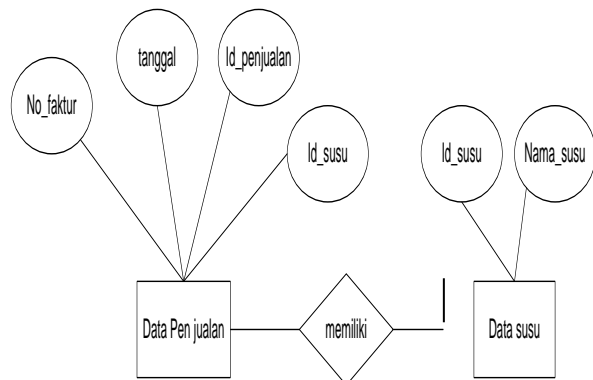 tanggal
Id_penjualan
No_faktur
Id_susu
Id_susu
Nama_susu
Data Pen jualan
memiliki
Data susu